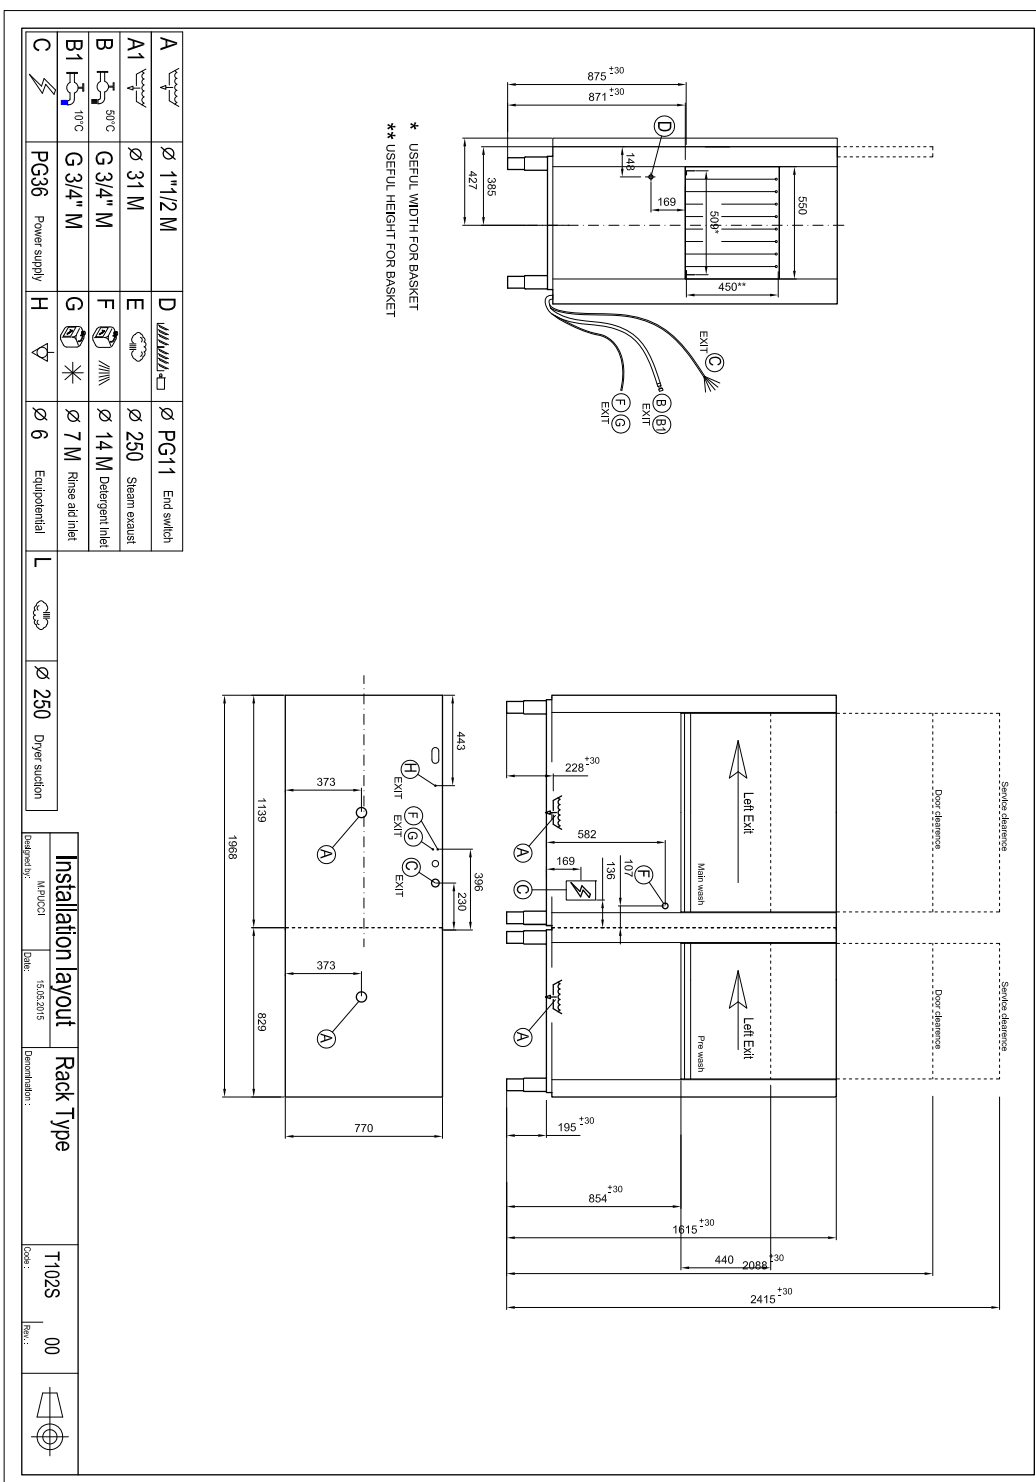 875 ±30
871 ±30
D
148
385
427
169
550
509*
450**
EXIT C
B B1
EXIT
F G
EXIT
* USEFUL WIDTH FOR BASKET
** USEFUL HEIGHT FOR BASKET
Service clearence
Door clearence
Left Exit
Main wash
Service clearence
Door clearence
Left Exit
Pre wash
228 ±30
A
582
169
C
136
107
F
A
195 ±30
854 ±30
1615 ±30
440
2088 ±30
2415 ±30
443
H
EXIT
F G
EXIT
C
EXIT
396
230
373
A
1139
1968
373
A
829
770
A Ø 1"1/2 M D Ø PG11 End switch
A1 Ø 31 M E Ø 250 Steam exaust
B 50°C G 3/4" M F Ø 14 M Detergent inlet
B1 10°C G 3/4" M G Ø 7 M Rinse aid inlet
C PG36 Power supply H Ø 6 Equipotential L Ø 250 Dryer suction
Installation layout
Designed by: M.PUCCI
Date: 15.05.2015
Rack Type
Denomination :
T102S
Code :
00
Rev. :